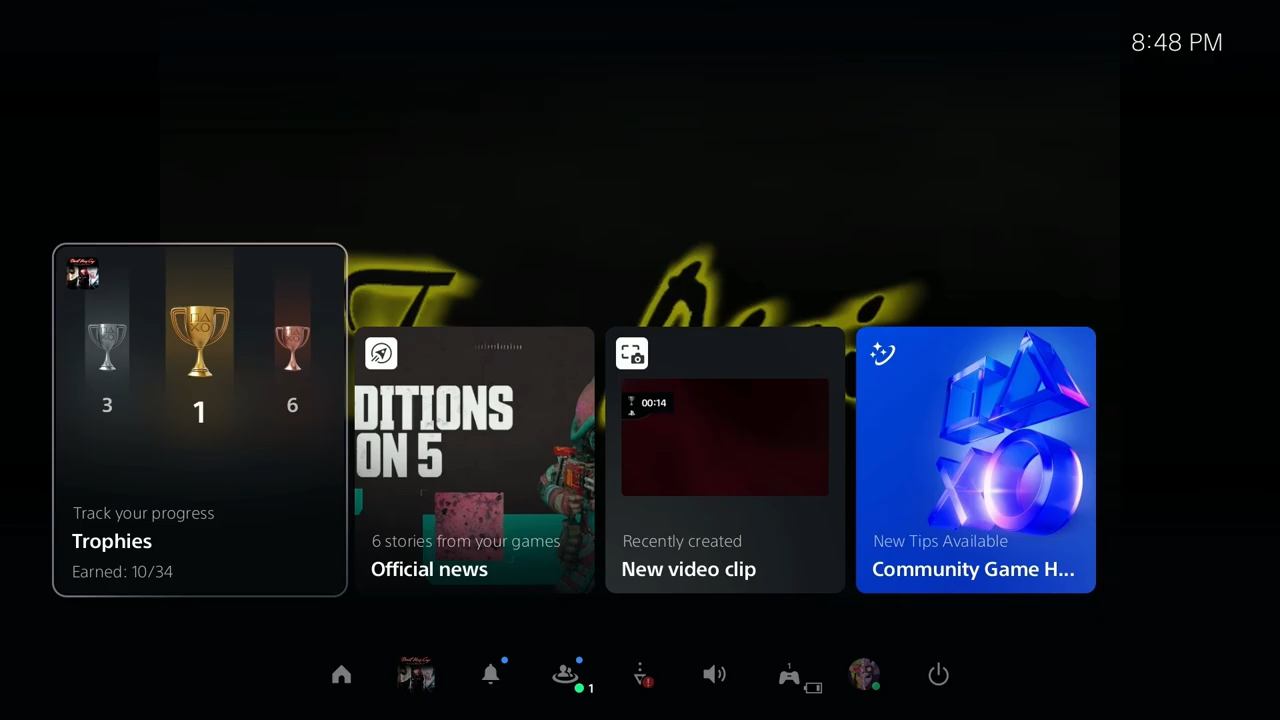 8:48 PM
3
1
6
Track your progress
Trophies
Earned: 10/34
DITIONS
ON 5
6 stories from your games
Official news
00:14
Recently created
New video clip
New Tips Available
Community Game H...
1
1